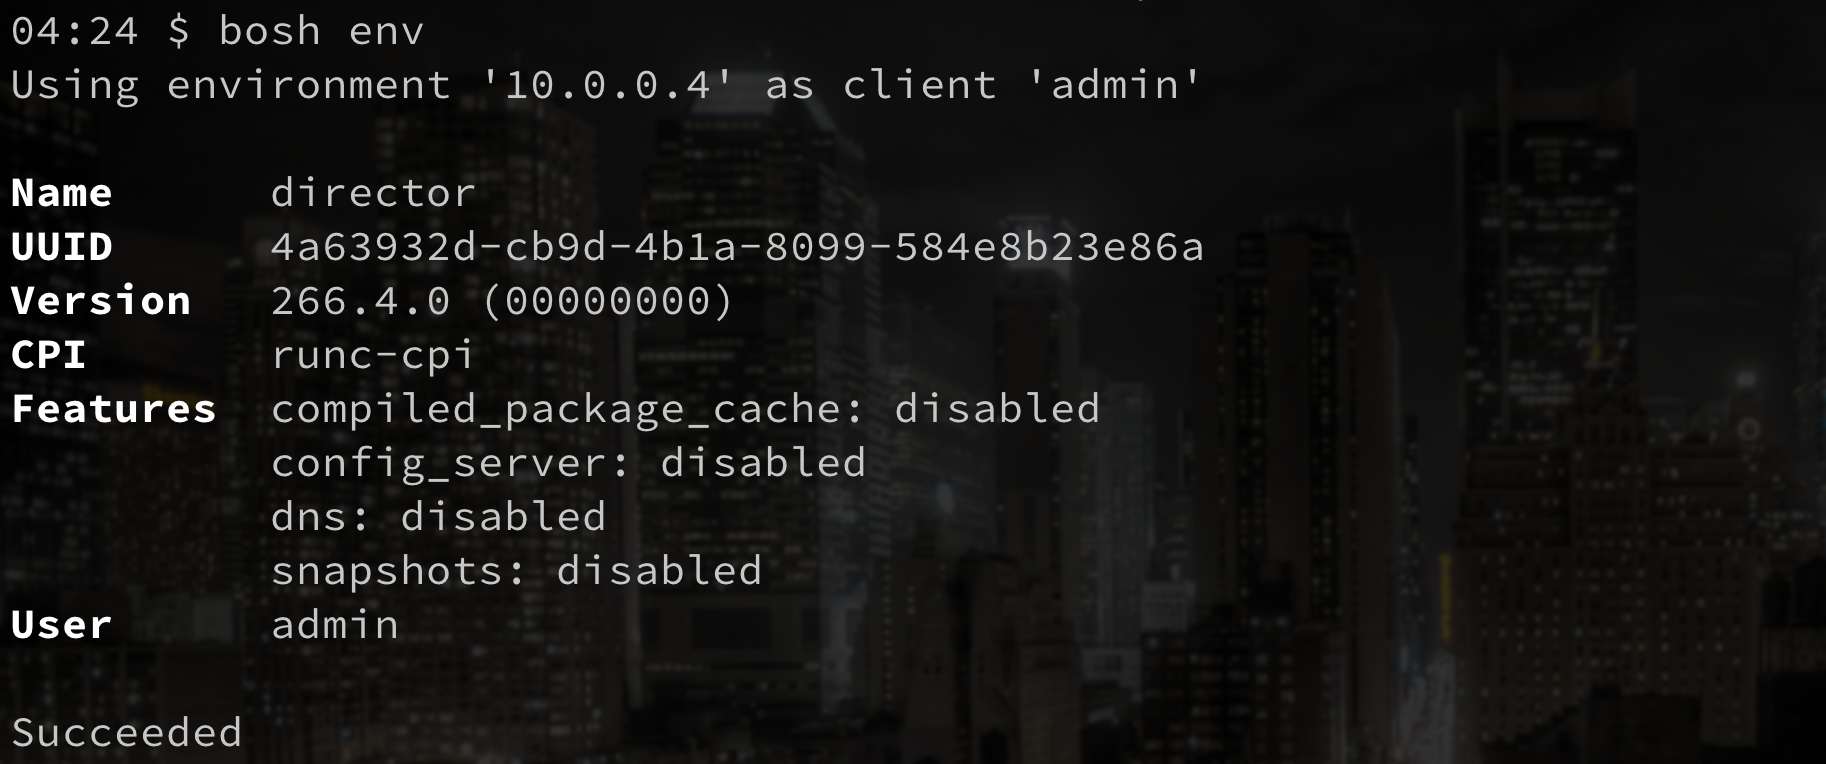 04:24 $ bosh env
Using environment '10.0.0.4' as client 'admin'
Name director
UUID 4a63932d-cb9d-4b1a-8099-584e8b23e86a
Version 266.4.0 (00000000)
CPI runc-cpi
Features compiled_package_cache: disabled
config_server: disabled
dns: disabled
snapshots: disabled
User admin
Succeeded